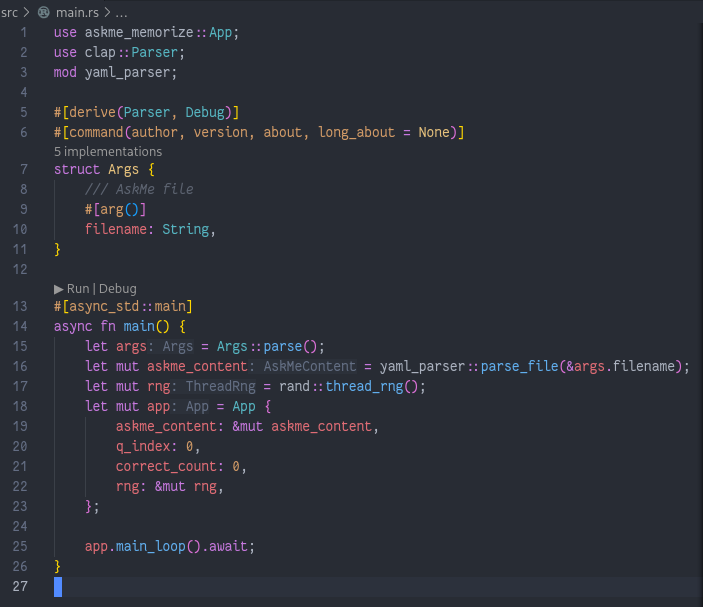 src > main.rs > ...
1 use askme_memorize::App;
2 use clap::Parser;
3 mod yaml_parser;
4
5 #[derive(Parser, Debug)]
6 #[command(author, version, about, long_about = None)]
5 implementations
7 struct Args {
8     /// AskMe file
9     #[arg()]
10     filename: String,
11 }
12
▶ Run | Debug
13 #[async_std::main]
14 async fn main() {
15     let args: Args = Args::parse();
16     let mut askme_content: AskMeContent = yaml_parser::parse_file(&args.filename);
17     let mut rng: ThreadRng = rand::thread_rng();
18     let mut app: App = App {
19         askme_content: &mut askme_content,
20         q_index: 0,
21         correct_count: 0,
22         rng: &mut rng,
23     };
24
25     app.main_loop().await;
26 }
27